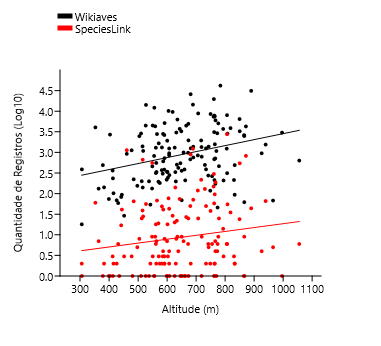 Wikiaves
SpeciesLink
Quantidade de Registros (Log10)
4.5
4.0
3.5
3.0
2.5
2.0
1.5
1.0
0.5
0.0
300 400 500 600 700 800 900 1000 1100
Altitude (m)